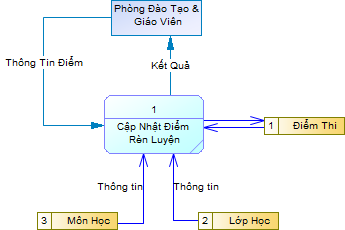 Phòng Đào Tạo &
Giáo Viên
Thông Tin Điểm
Kết Quả
1
Cập Nhật Điểm
Rèn Luyện
1 Điểm Thi
Thông tin
Thông tin
3 Môn Học
2 Lớp Học